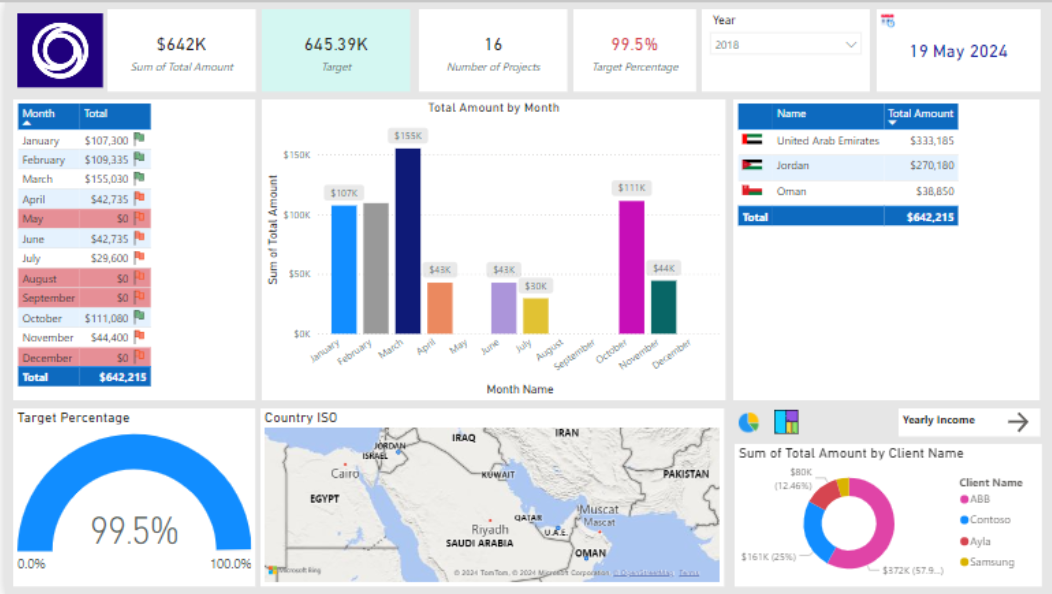 $642K
Sum of Total Amount
645.39K
Target
16
Number of Projects
99.5%
Target Percentage
Year
2018
19 May 2024
Month Total
January $107,300
February $109,335
March $155,030
April $42,735
May $0
June $42,735
July $29,600
August $0
September $0
October $111,080
November $44,400
December $0
Total $642,215
Total Amount by Month
Sum of Total Amount
$150K
$100K
$50K
$0K
$107K
$155K
$43K
$43K
$30K
$111K
$44K
January
February
March
April
May
June
July
August
September
October
November
December
Month Name
Name Total Amount
United Arab Emirates $333,185
Jordan $270,180
Oman $38,850
Total $642,215
Target Percentage
99.5%
0.0% 100.0%
Country ISO
IRAQ
IRAN
JORDAN
ISRAEL
Cairo
KUWAIT
PAKISTAN
EGYPT
QATAR
Muscat
Muscat
Riyadh
U.A.E.
SAUDI ARABIA
OMAN
Microsoft Bing
© 2024 TomTom, © 2024 Microsoft Corporation, © OpenStreetMap, Terms
Yearly Income
Sum of Total Amount by Client Name
$80K
(12.46%)
$161K (25%)
$372K (57.9...)
Client Name
ABB
Contoso
Ayla
Samsung